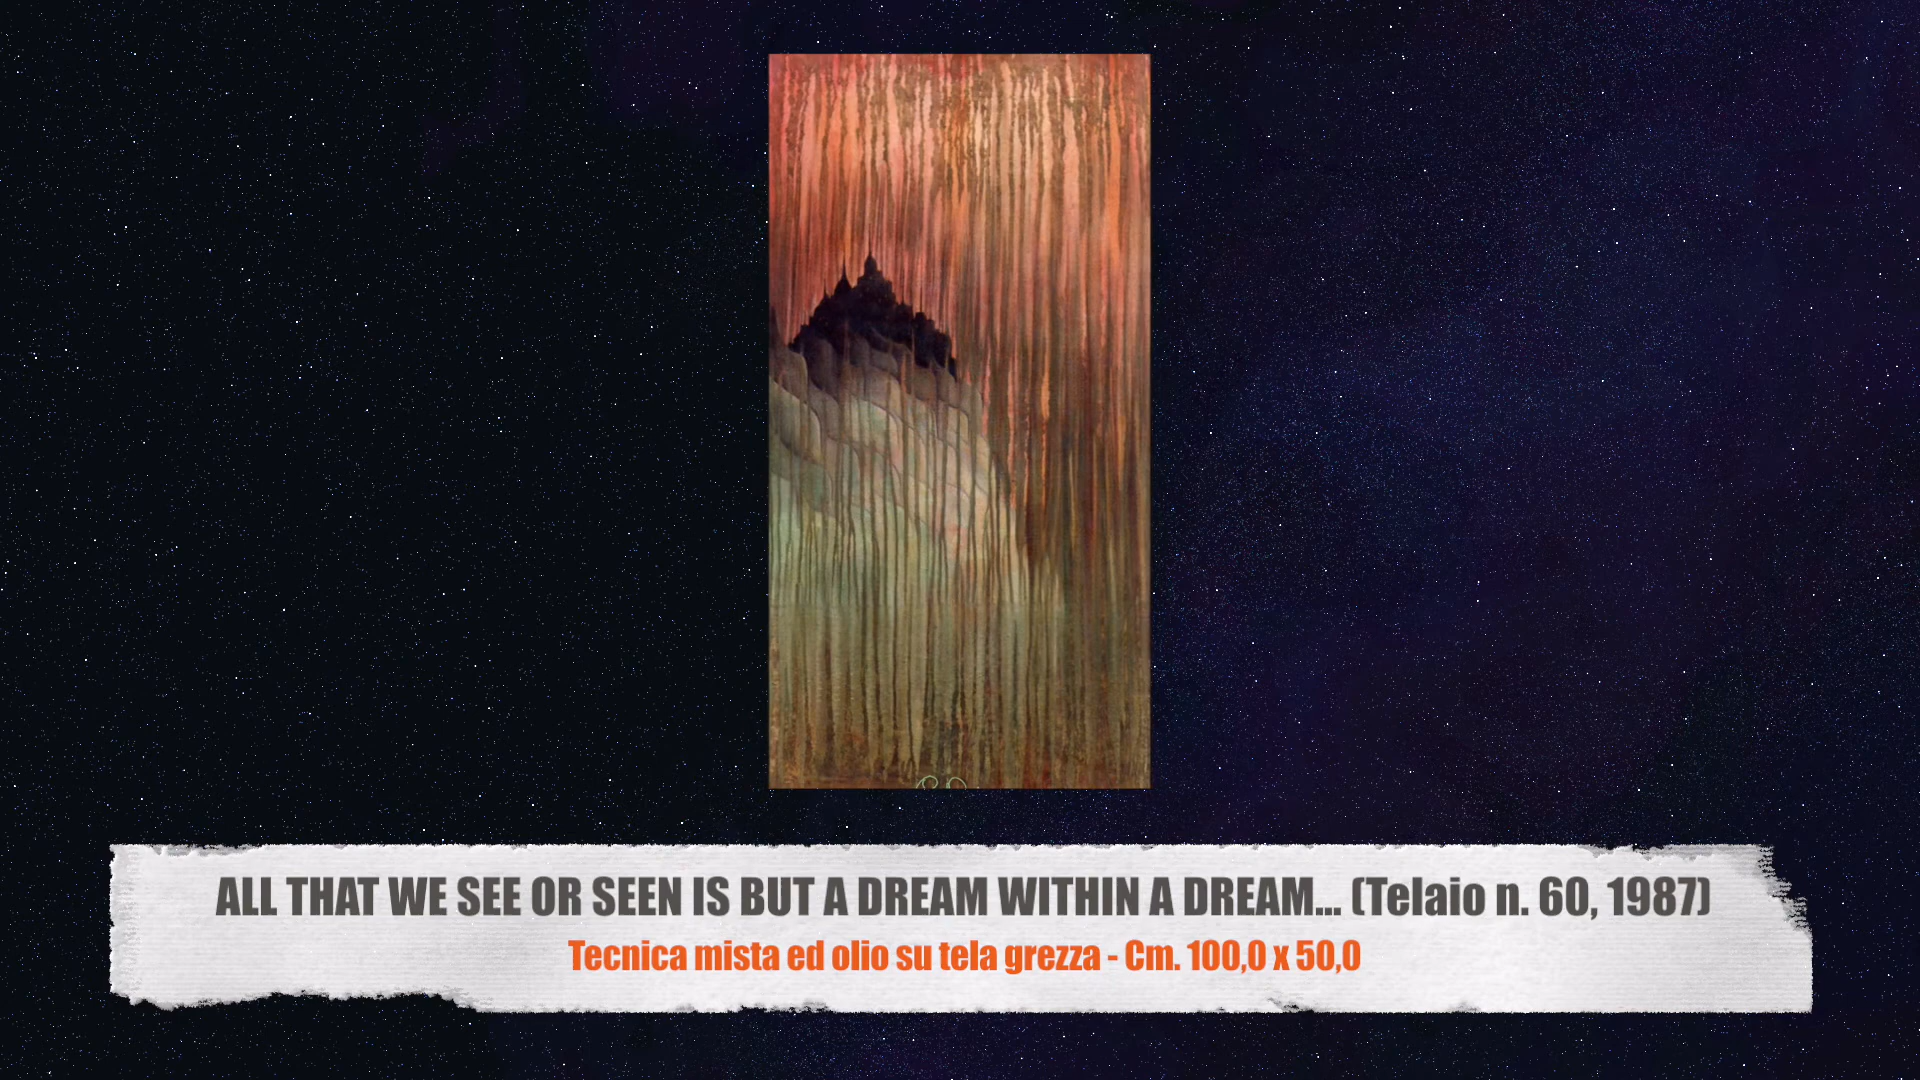 ALL THAT WE SEE OR SEEN IS BUT A DREAM WITHIN A DREAM... (Telaio n. 60, 1987)
Tecnica mista ed olio su tela grezza - Cm. 100,0 x 50,0